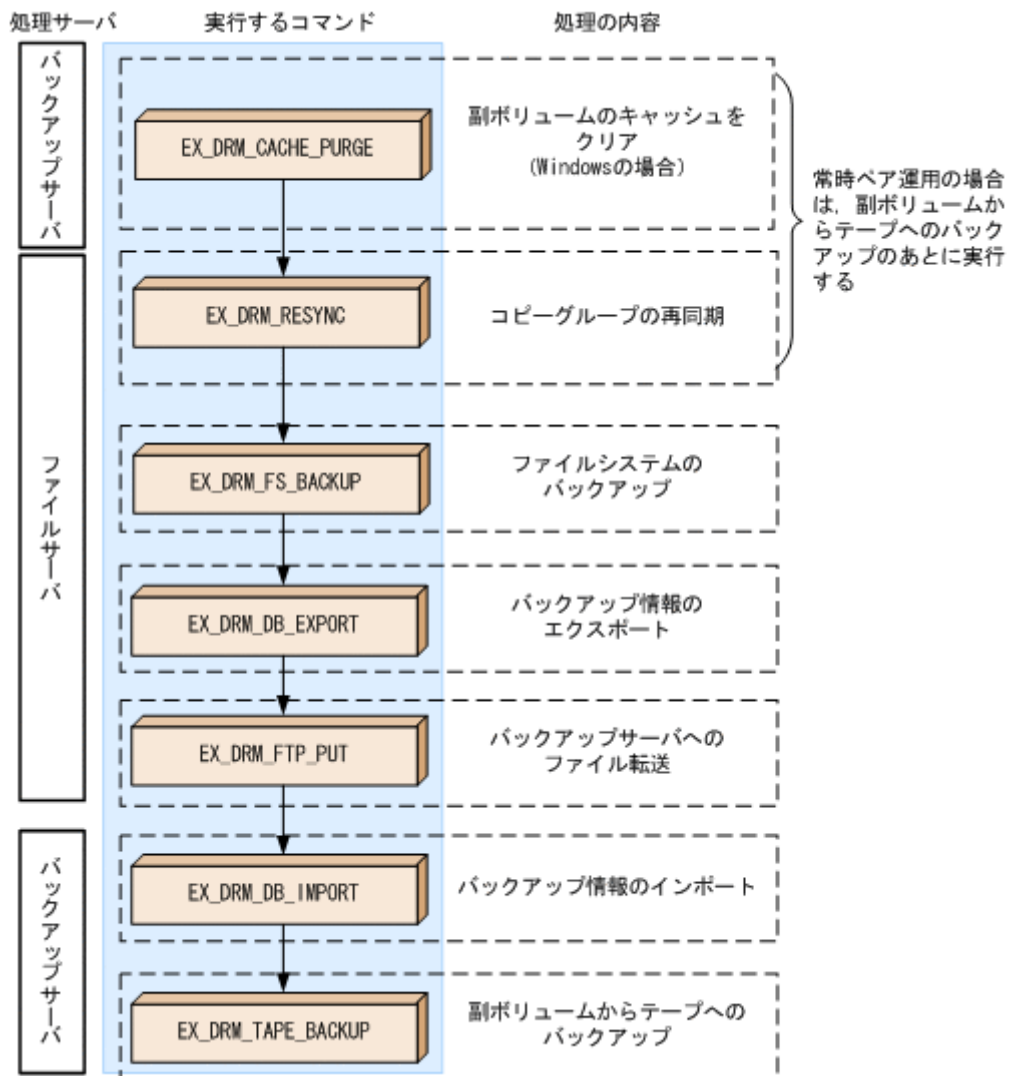 処理サーバ
実行するコマンド
処理の内容
バックアップサーバ
EX_DRM_CACHE_PURGE
副ボリュームのキャッシュを
クリア
(Windowsの場合)
常時ペア運用の場合
は，副ボリュームか
らテープへのバック
アップのあとに実行
する
ファイルサーバ
EX_DRM_RESYNC
コピーグループの再同期
EX_DRM_FS_BACKUP
ファイルシステムの
バックアップ
EX_DRM_DB_EXPORT
バックアップ情報の
エクスポート
EX_DRM_FTP_PUT
バックアップサーバへの
ファイル転送
バックアップサーバ
EX_DRM_DB_IMPORT
バックアップ情報のインポート
EX_DRM_TAPE_BACKUP
副ボリュームからテープへの
バックアップ